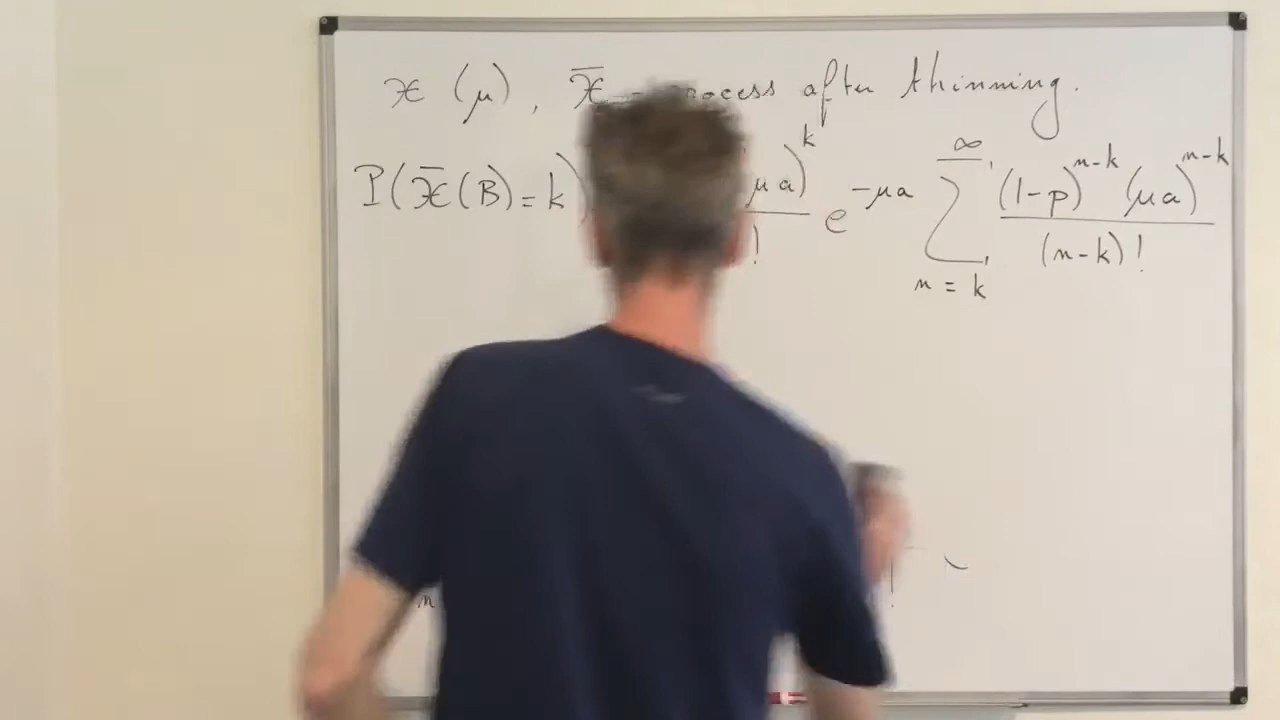 ℋ (μ), ℋ̅ – process after thinning.
P(ℋ̅(B)=k) μa)^k ! e^{-μa} ∑_{n=k}^{∞} (1-p)^{n-k} (μa)^{n-k} / (n-k)!
n !